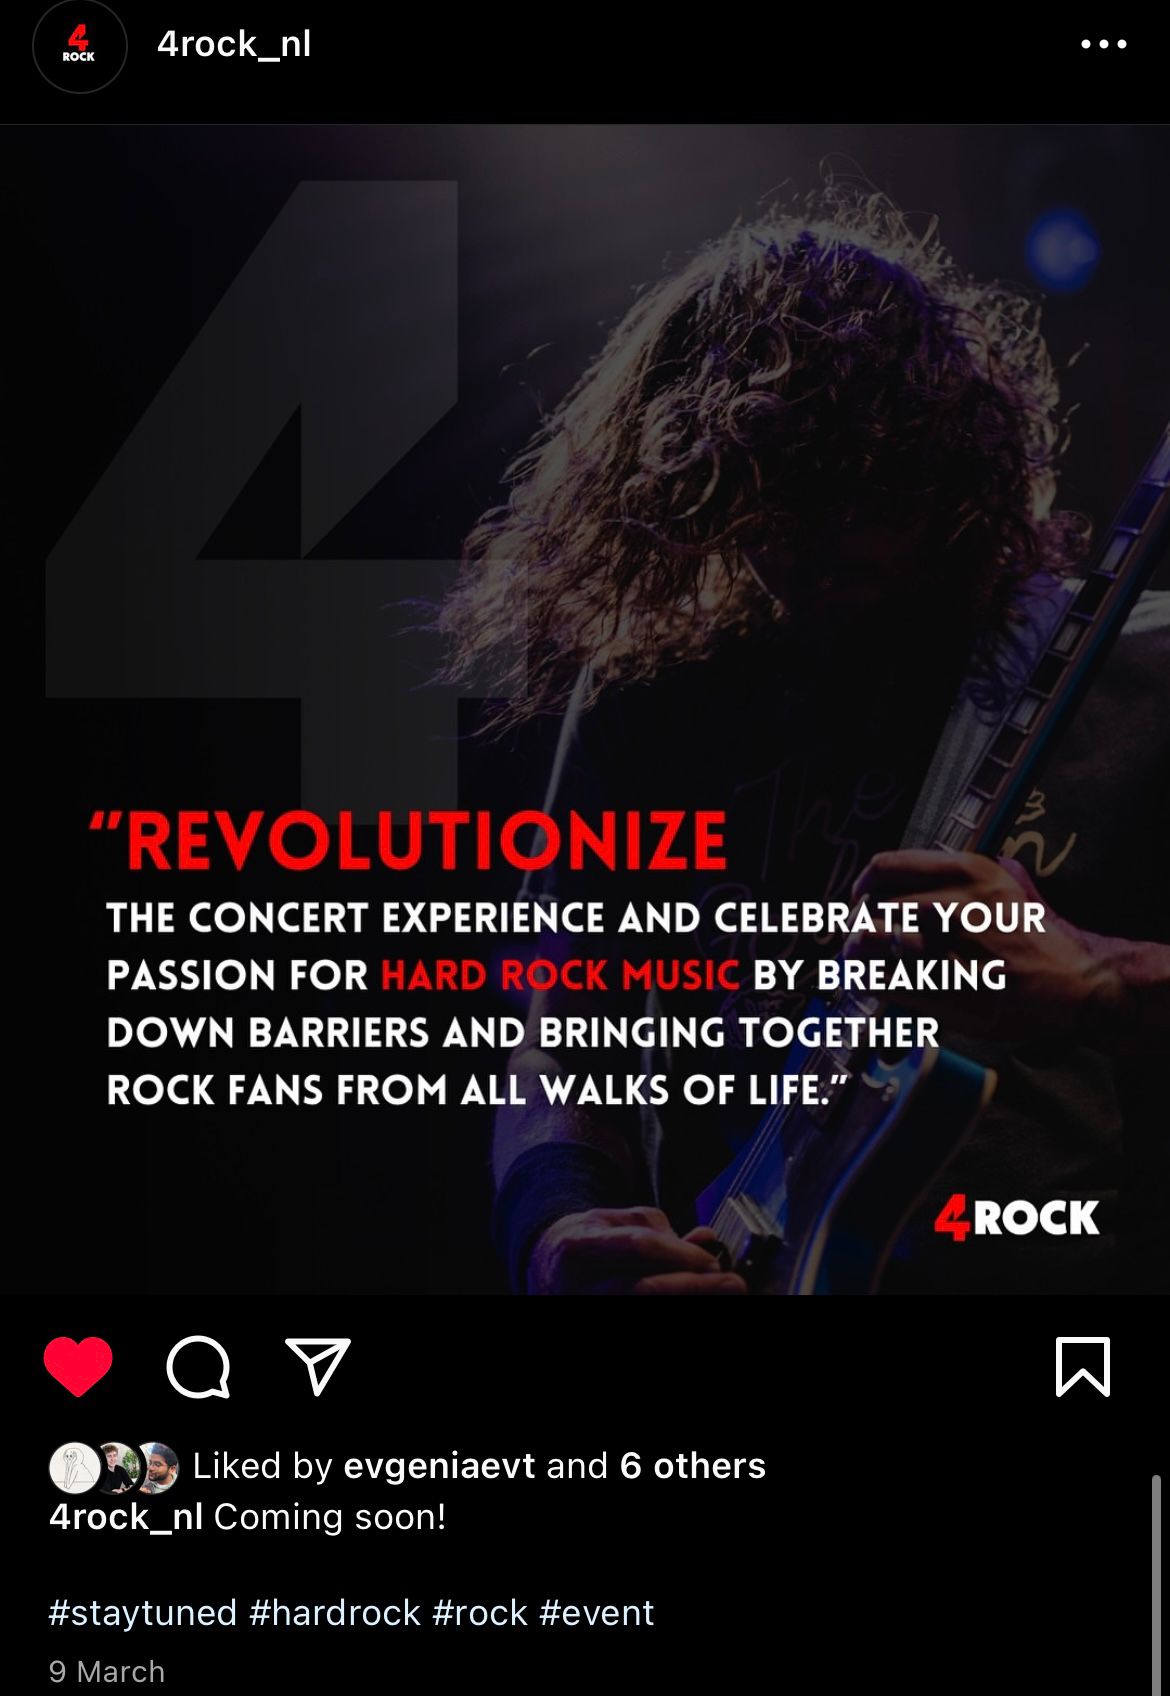 4
ROCK
4rock_nl
4
"REVOLUTIONIZE
THE CONCERT EXPERIENCE AND CELEBRATE YOUR
PASSION FOR HARD ROCK MUSIC BY BREAKING
DOWN BARRIERS AND BRINGING TOGETHER
ROCK FANS FROM ALL WALKS OF LIFE."
4ROCK
Liked by evgeniaevt and 6 others
4rock_nl Coming soon!
#staytuned #hardrock #rock #event
9 March